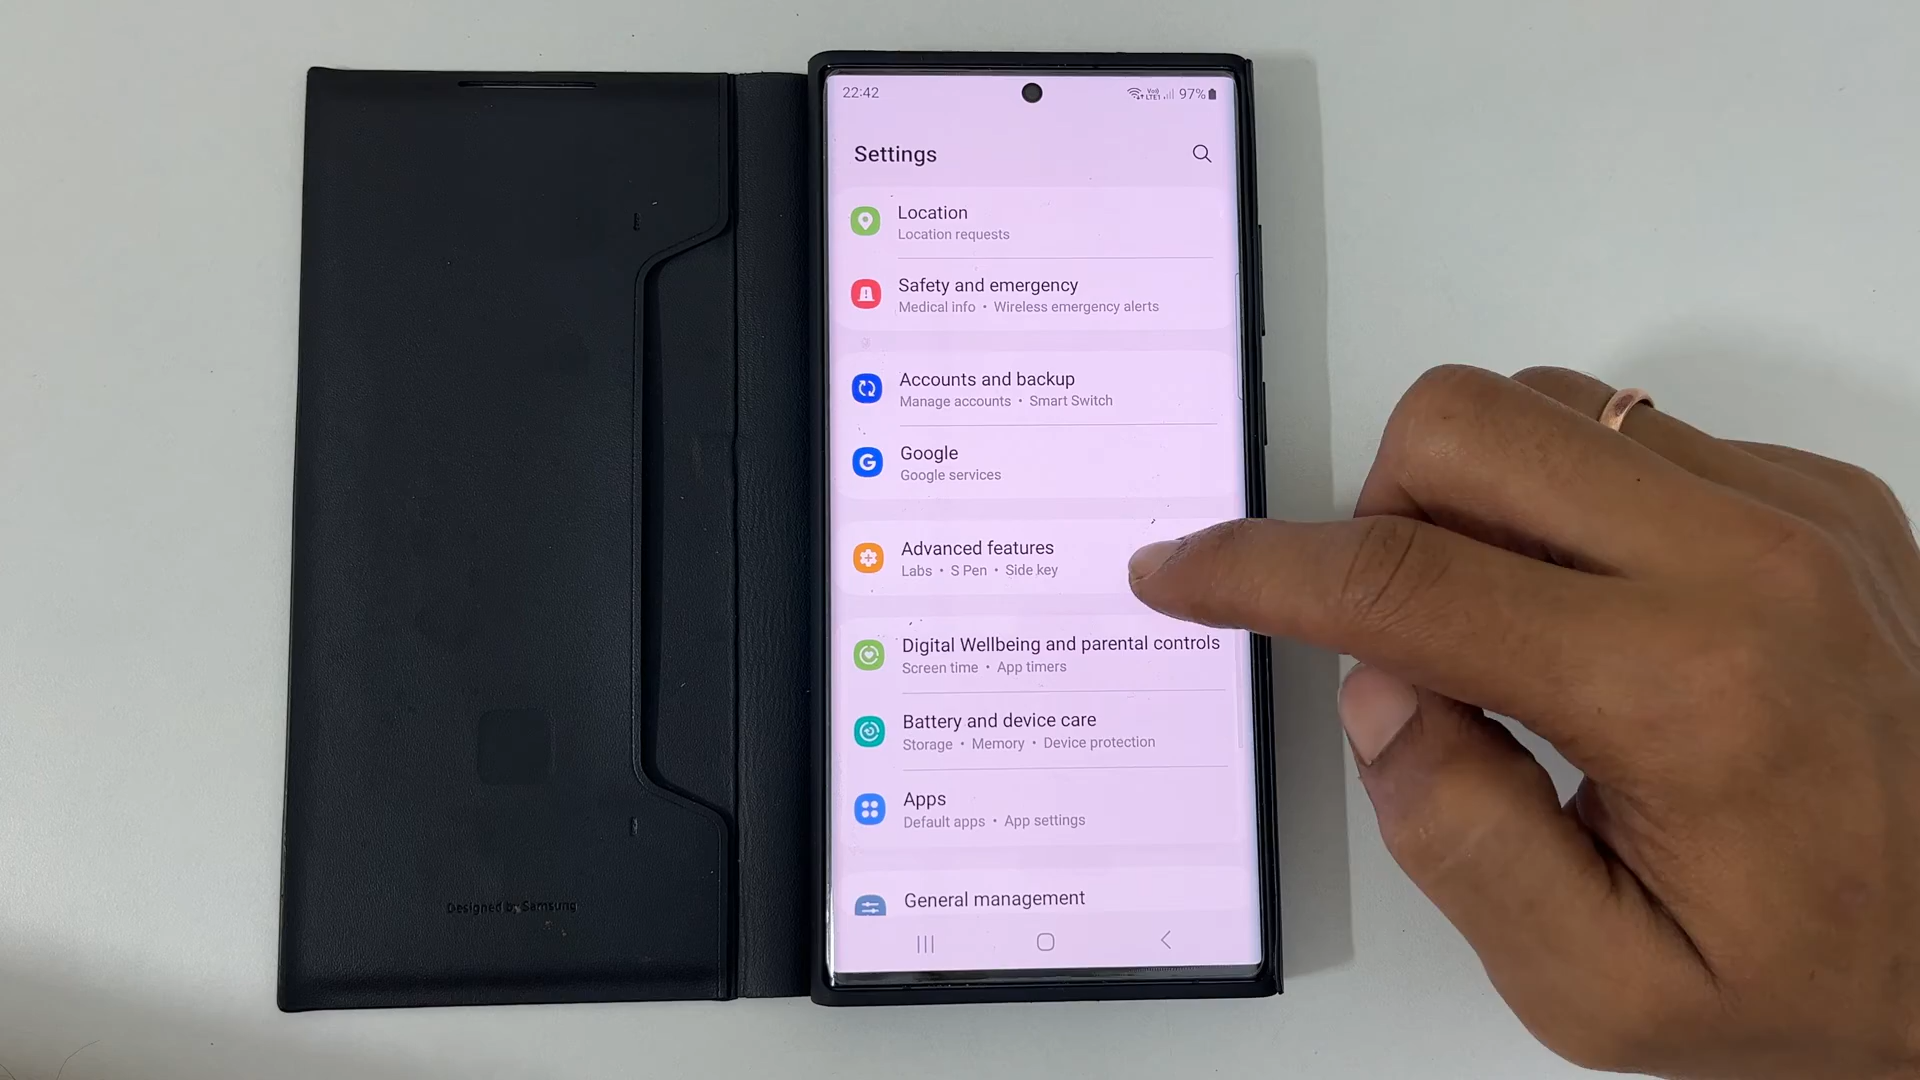 22:42
Vo)) LTE1 97%
Settings
Location
Location requests
Safety and emergency
Medical info • Wireless emergency alerts
Accounts and backup
Manage accounts • Smart Switch
Google
Google services
Advanced features
Labs • S Pen • Side key
Digital Wellbeing and parental controls
Screen time • App timers
Battery and device care
Storage • Memory • Device protection
Apps
Default apps • App settings
General management
Designed by Samsung